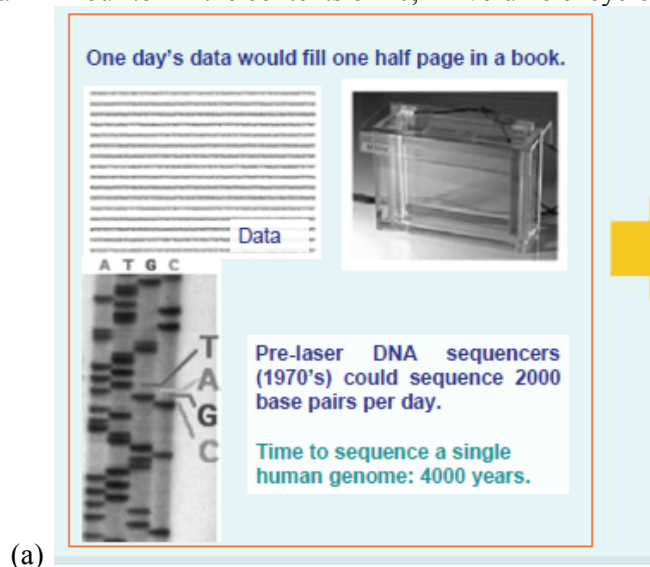 One day's data would fill one half page in a book.
Data
A T G C
T
A
G
C
Pre-laser DNA sequencers
(1970's) could sequence 2000
base pairs per day.
Time to sequence a single
human genome: 4000 years.
(a)